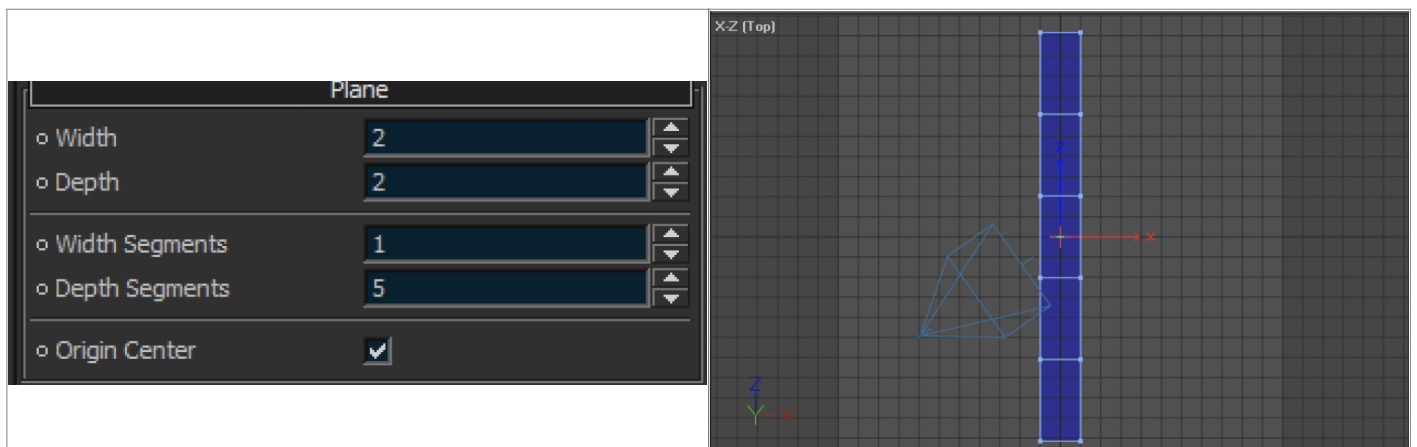 Plane
Width
2
Depth
2
Width Segments
1
Depth Segments
5
Origin Center
X-Z (Top)
Z
X
Z
Y
X